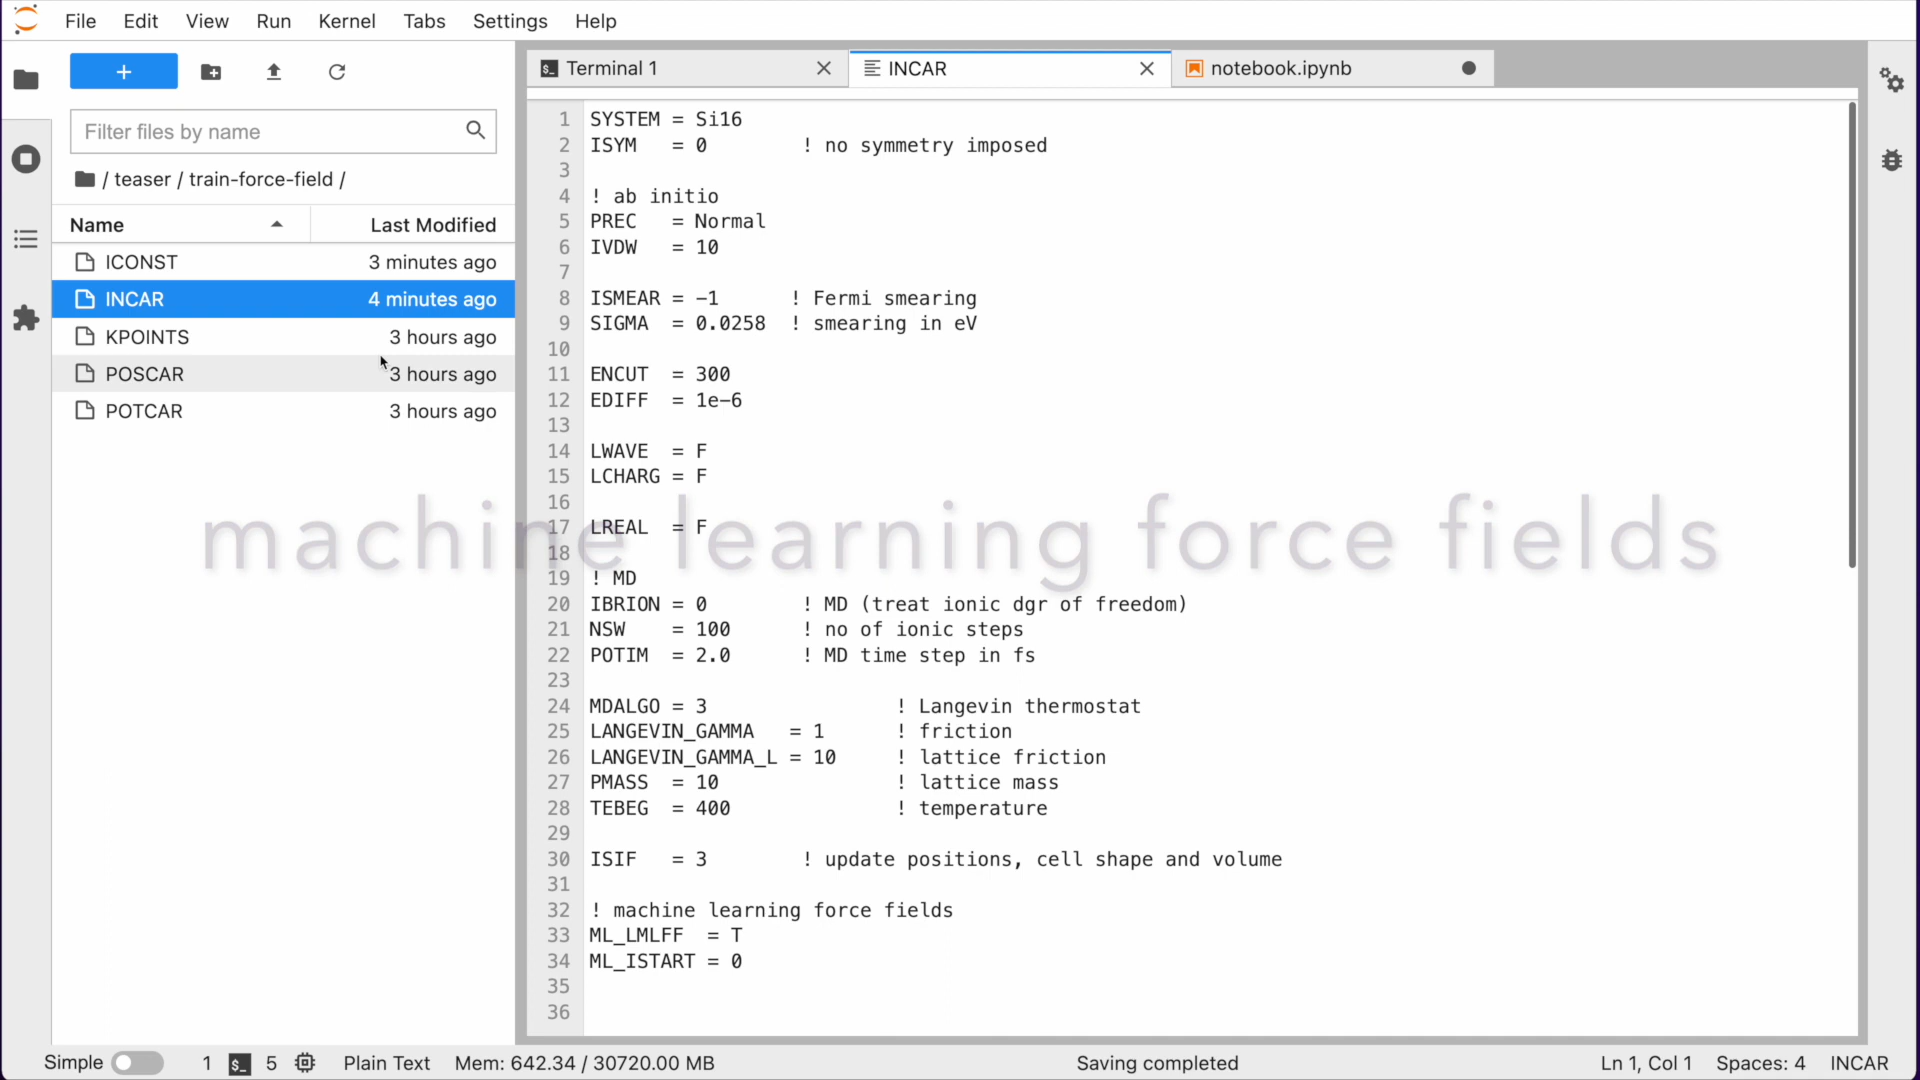 File Edit View Run Kernel Tabs Settings Help
Filter files by name
/ teaser / train-force-field /
Name Last Modified
ICONST 3 minutes ago
INCAR 4 minutes ago
KPOINTS 3 hours ago
POSCAR 3 hours ago
POTCAR 3 hours ago
Terminal 1 INCAR notebook.ipynb
1 SYSTEM = Si16
2 ISYM = 0 ! no symmetry imposed
3
4 ! ab initio
5 PREC = Normal
6 IVDW = 10
7
8 ISMEAR = -1 ! Fermi smearing
9 SIGMA = 0.0258 ! smearing in eV
10
11 ENCUT = 300
12 EDIFF = 1e-6
13
14 LWAVE = F
15 LCHARG = F
16
17 LREAL = F
18
19 ! MD
20 IBRION = 0 ! MD (treat ionic dgr of freedom)
21 NSW = 100 ! no of ionic steps
22 POTIM = 2.0 ! MD time step in fs
23
24 MDALGO = 3 ! Langevin thermostat
25 LANGEVIN_GAMMA = 1 ! friction
26 LANGEVIN_GAMMA_L = 10 ! lattice friction
27 PMASS = 10 ! lattice mass
28 TEBEG = 400 ! temperature
29
30 ISIF = 3 ! update positions, cell shape and volume
31
32 ! machine learning force fields
33 ML_LMLFF = T
34 ML_ISTART = 0
35
36
machine learning force fields
Simple 1 $_ 5 Plain Text Mem: 642.34 / 30720.00 MB Saving completed Ln 1, Col 1 Spaces: 4 INCAR